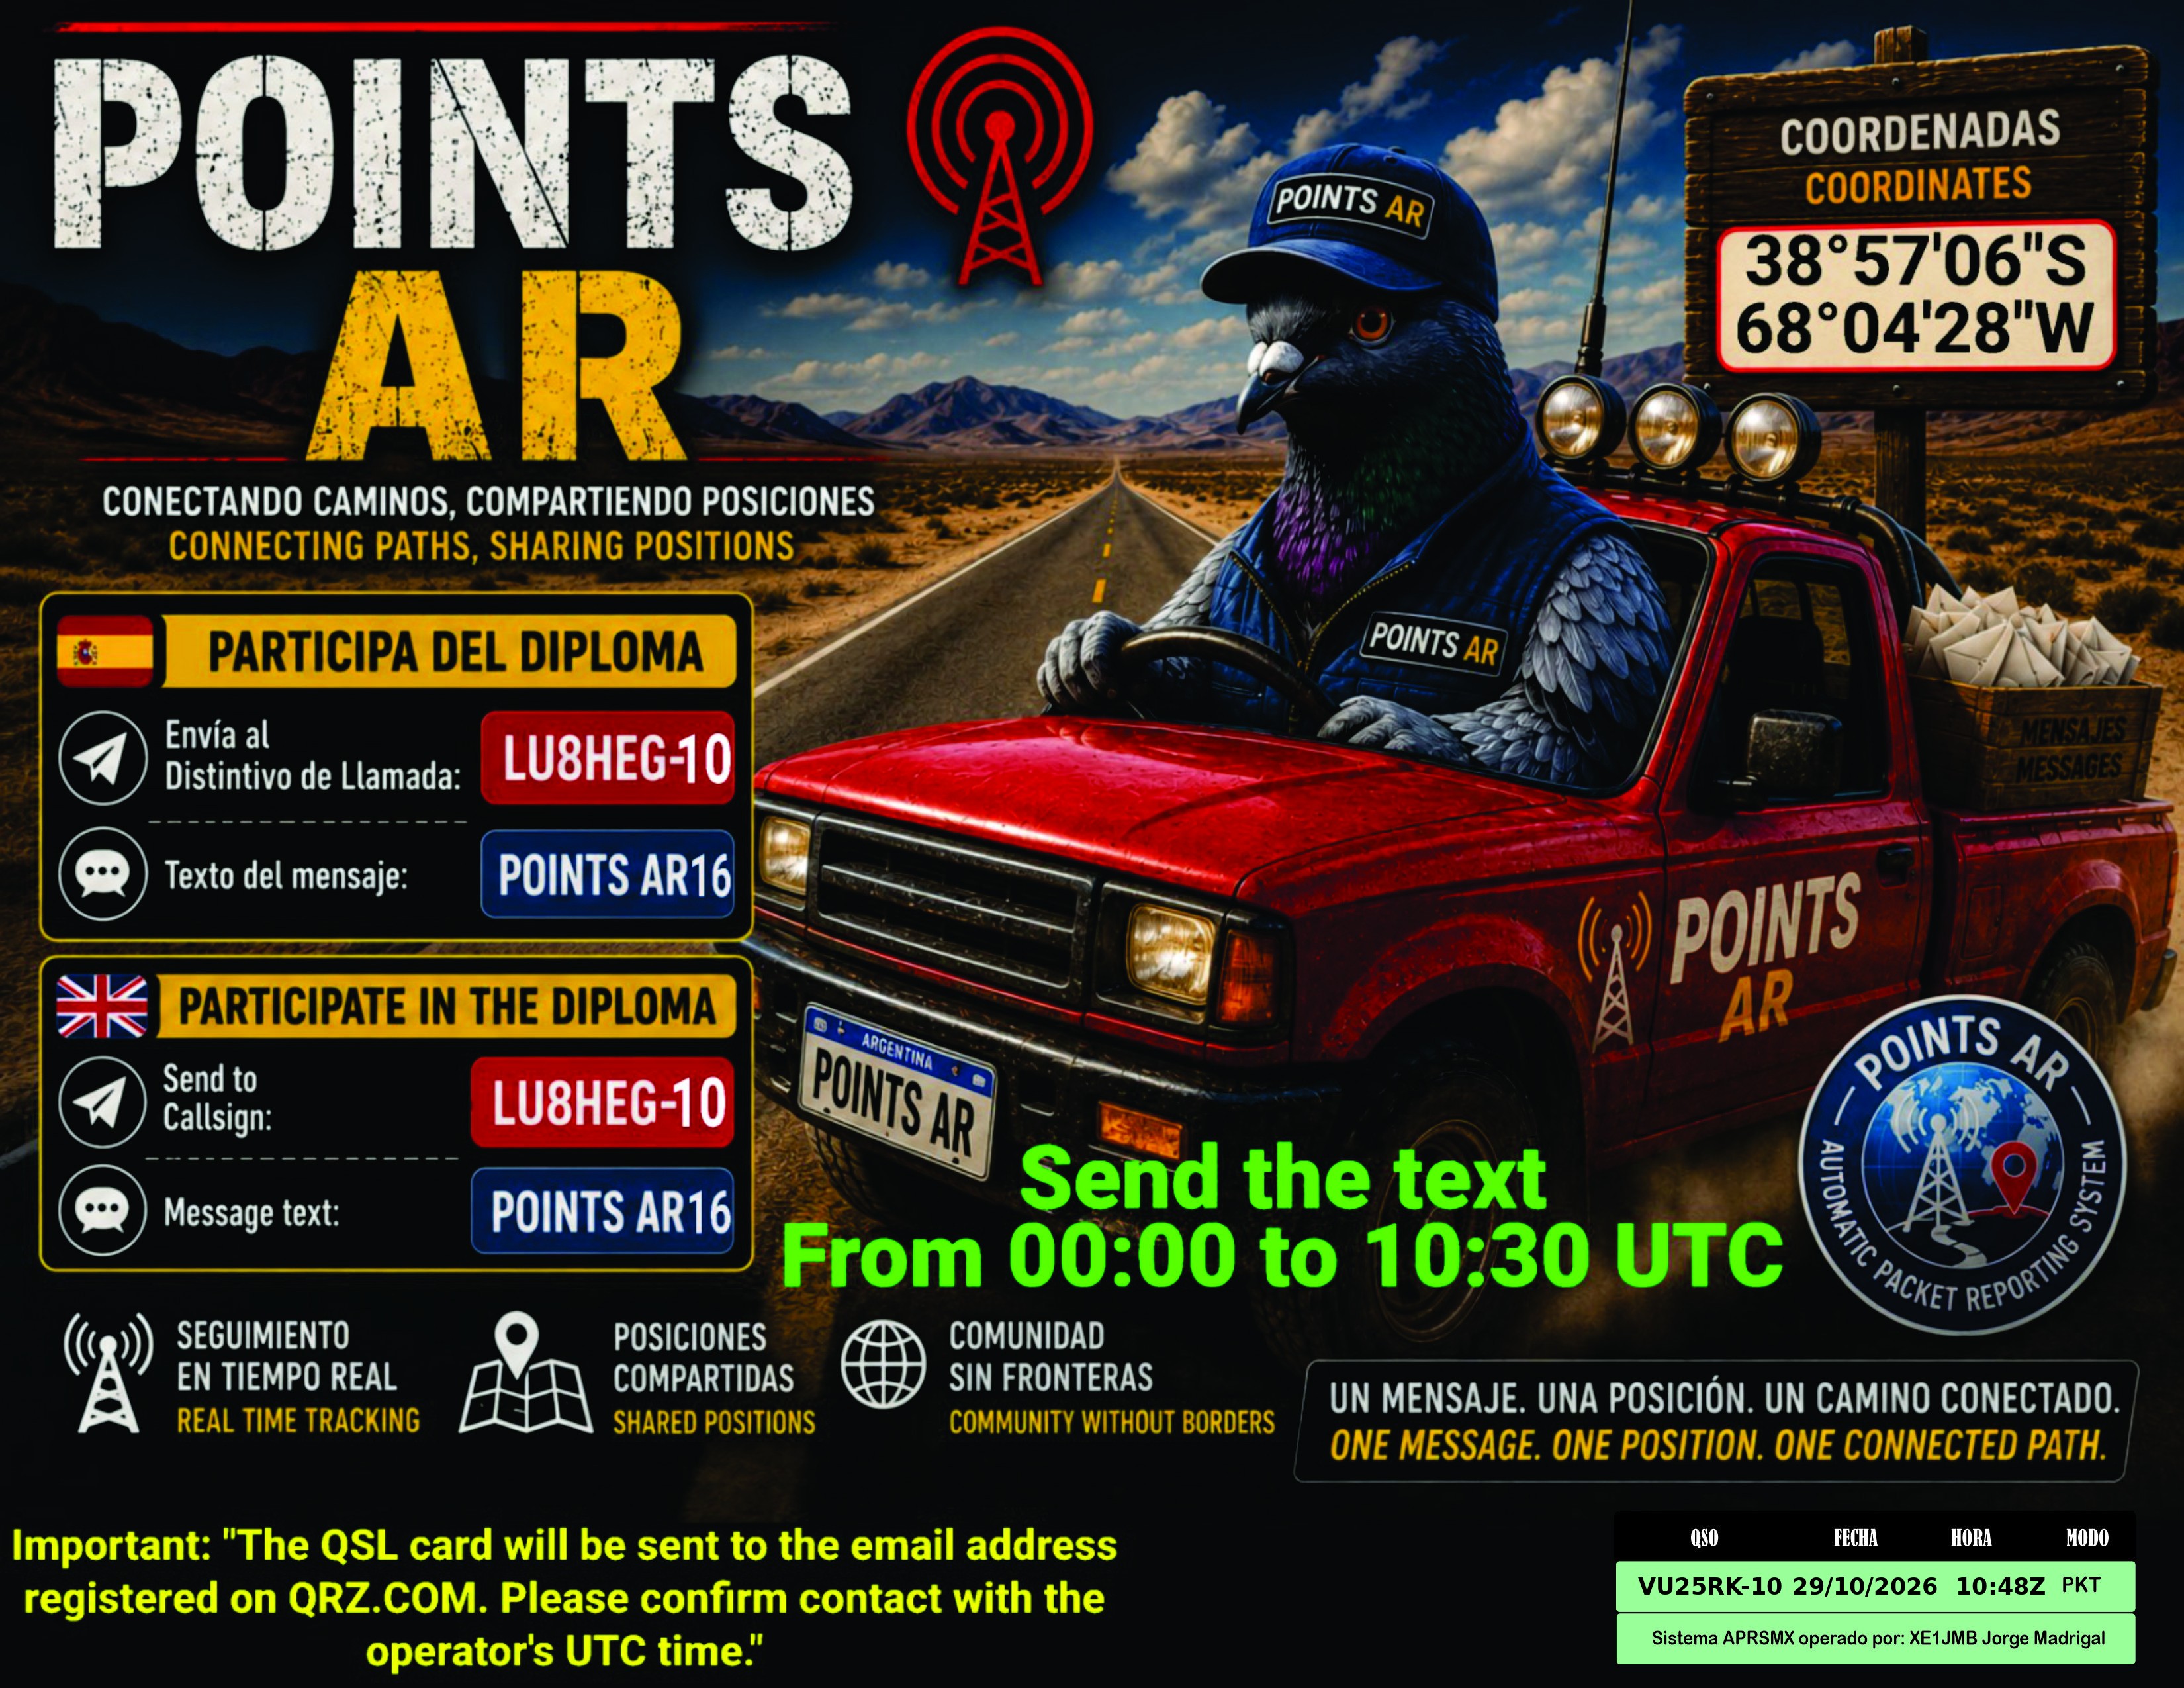 POINTS
AR
CONECTANDO CAMINOS, COMPARTIENDO POSICIONES
CONNECTING PATHS, SHARING POSITIONS
COORDENADAS
COORDINATES
38°57'06"S
68°04'28"W
POINTS AR
POINTS AR
PARTICIPA DEL DIPLOMA
Envía al
Distintivo de Llamada:
LU8HEG-10
Texto del mensaje:
POINTS AR16
PARTICIPATE IN THE DIPLOMA
Send to
Callsign:
LU8HEG-10
Message text:
POINTS AR16
MENSAJES
MESSAGES
POINTS
AR
ARGENTINA
POINTS AR
Send the text
From 00:00 to 10:30 UTC
POINTS AR
AUTOMATIC PACKET REPORTING SYSTEM
SEGUIMIENTO
EN TIEMPO REAL
REAL TIME TRACKING
POSICIONES
COMPARTIDAS
SHARED POSITIONS
COMUNIDAD
SIN FRONTERAS
COMMUNITY WITHOUT BORDERS
UN MENSAJE. UNA POSICIÓN. UN CAMINO CONECTADO.
ONE MESSAGE. ONE POSITION. ONE CONNECTED PATH.
Important: "The QSL card will be sent to the email address
registered on QRZ.COM. Please confirm contact with the
operator's UTC time."
QSO FECHA HORA MODO
VU25RK-10 29/10/2026 10:48Z PKT
Sistema APRSMX operado por: XE1JMB Jorge Madrigal